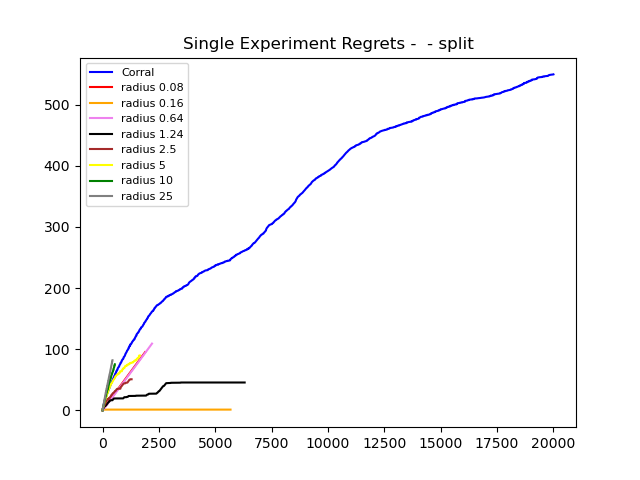 Single Experiment Regrets -  - split
Corral
radius 0.08
radius 0.16
radius 0.64
radius 1.24
radius 2.5
radius 5
radius 10
radius 25
500
400
300
200
100
0
0 2500 5000 7500 10000 12500 15000 17500 20000